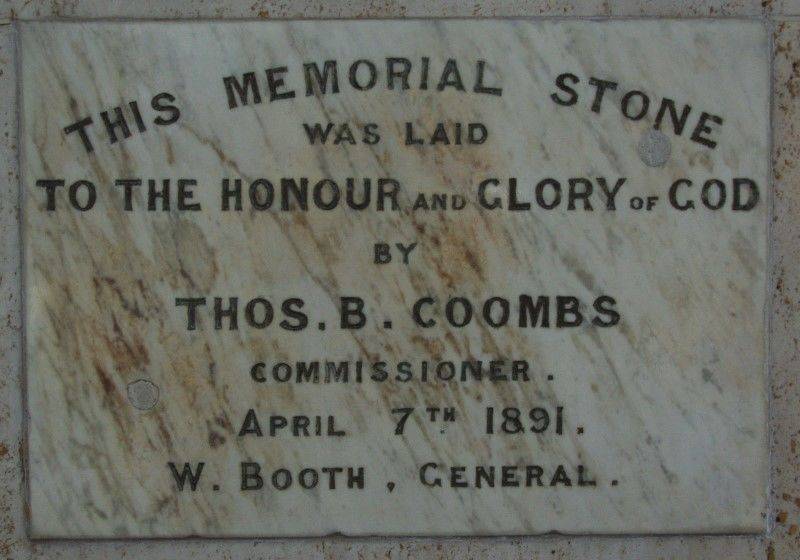 THIS MEMORIAL STONE
WAS LAID
TO THE HONOUR AND GLORY OF GOD
BY
THOS. B. COOMBS
COMMISSIONER.
APRIL 7TH 1891.
W. BOOTH, GENERAL.